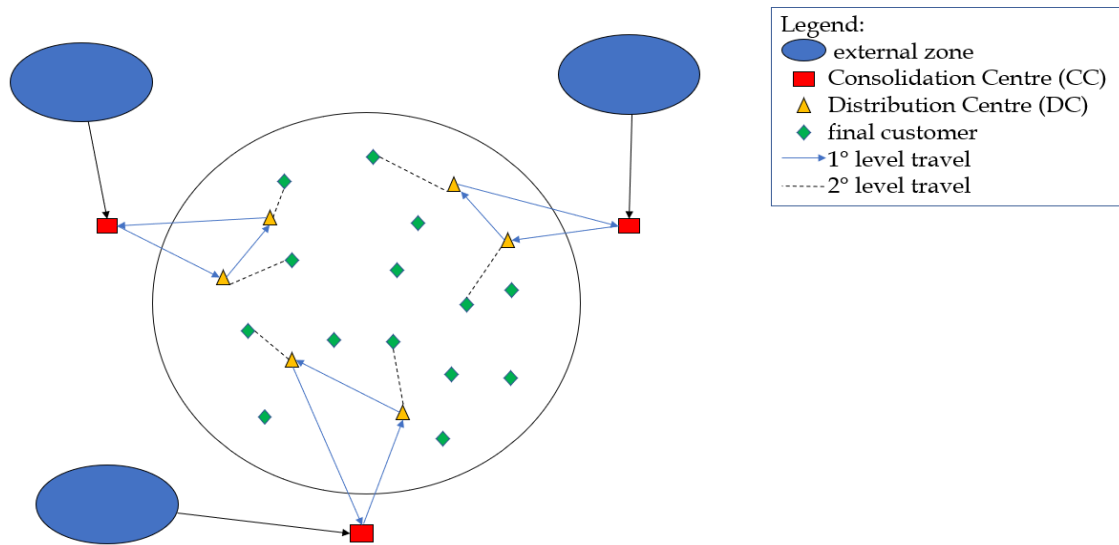 Legend:
external zone
Consolidation Centre (CC)
Distribution Centre (DC)
final customer
1° level travel
2° level travel